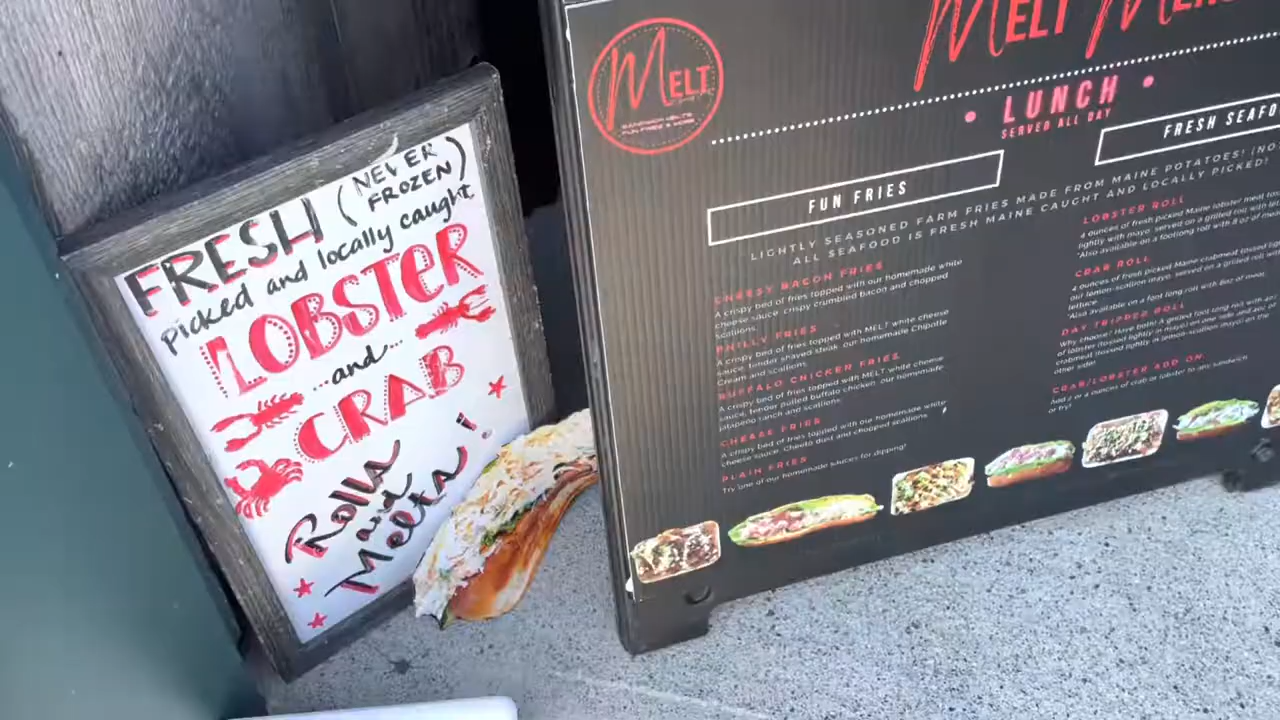 FRESH (NEVER FROZEN)
picked and locally caught
LOBSTER
...and...
CRAB
Rolls
and
Melts!
MELT
SANDWICH MELTS
FUN FRIES & MORE
MELT
LUNCH
SERVED ALL DAY
FUN FRIES
LIGHTLY SEASONED FARM FRIES MADE FROM MAINE POTATOES!
ALL SEAFOOD IS FRESH MAINE CAUGHT AND LOCALLY PICKED!
CHEESY BACON FRIES
A crispy bed of fries topped with our homemade white
cheese sauce, crispy crumbled bacon and chopped
scallions.
PHILLY FRIES
A crispy bed of fries topped with MELT white cheese
sauce, tender shaved steak, our homemade Chipotle
Cream and scallions.
BUFFALO CHICKEN FRIES
A crispy bed of fries topped with MELT white cheese
sauce, tender pulled buffalo chicken, our homemade
jalapeno ranch and scallions.
CHEESE FRIES
A crispy bed of fries topped with our homemade white
cheese sauce, and chopped scallions.
PLAIN FRIES
Try one of our homemade sauces for dipping!
FRESH
LOBSTER ROLL
4 ounces of fresh picked Maine lobster meat
lightly with mayo, served on a grilled roll with
*Also available on a footlong roll with 8 oz of
CRAB ROLL
4 ounces of fresh picked Maine crabmeat tossed
our lemon-scallion mayo, served on a grilled roll
lettuce.
*Also available on a foot long roll with 8oz of meat.
DAY TRIPPER ROLL
Why choose? Have both! A grilled foot long roll with
of lobster (tossed lightly in mayo) on one side and
crabmeat (tossed lightly in lemon-scallion mayo) on the
other side!
CRAB/LOBSTER ADD ON
Add 2 or 4 ounces of crab or lobster to any sandwich
or fry!